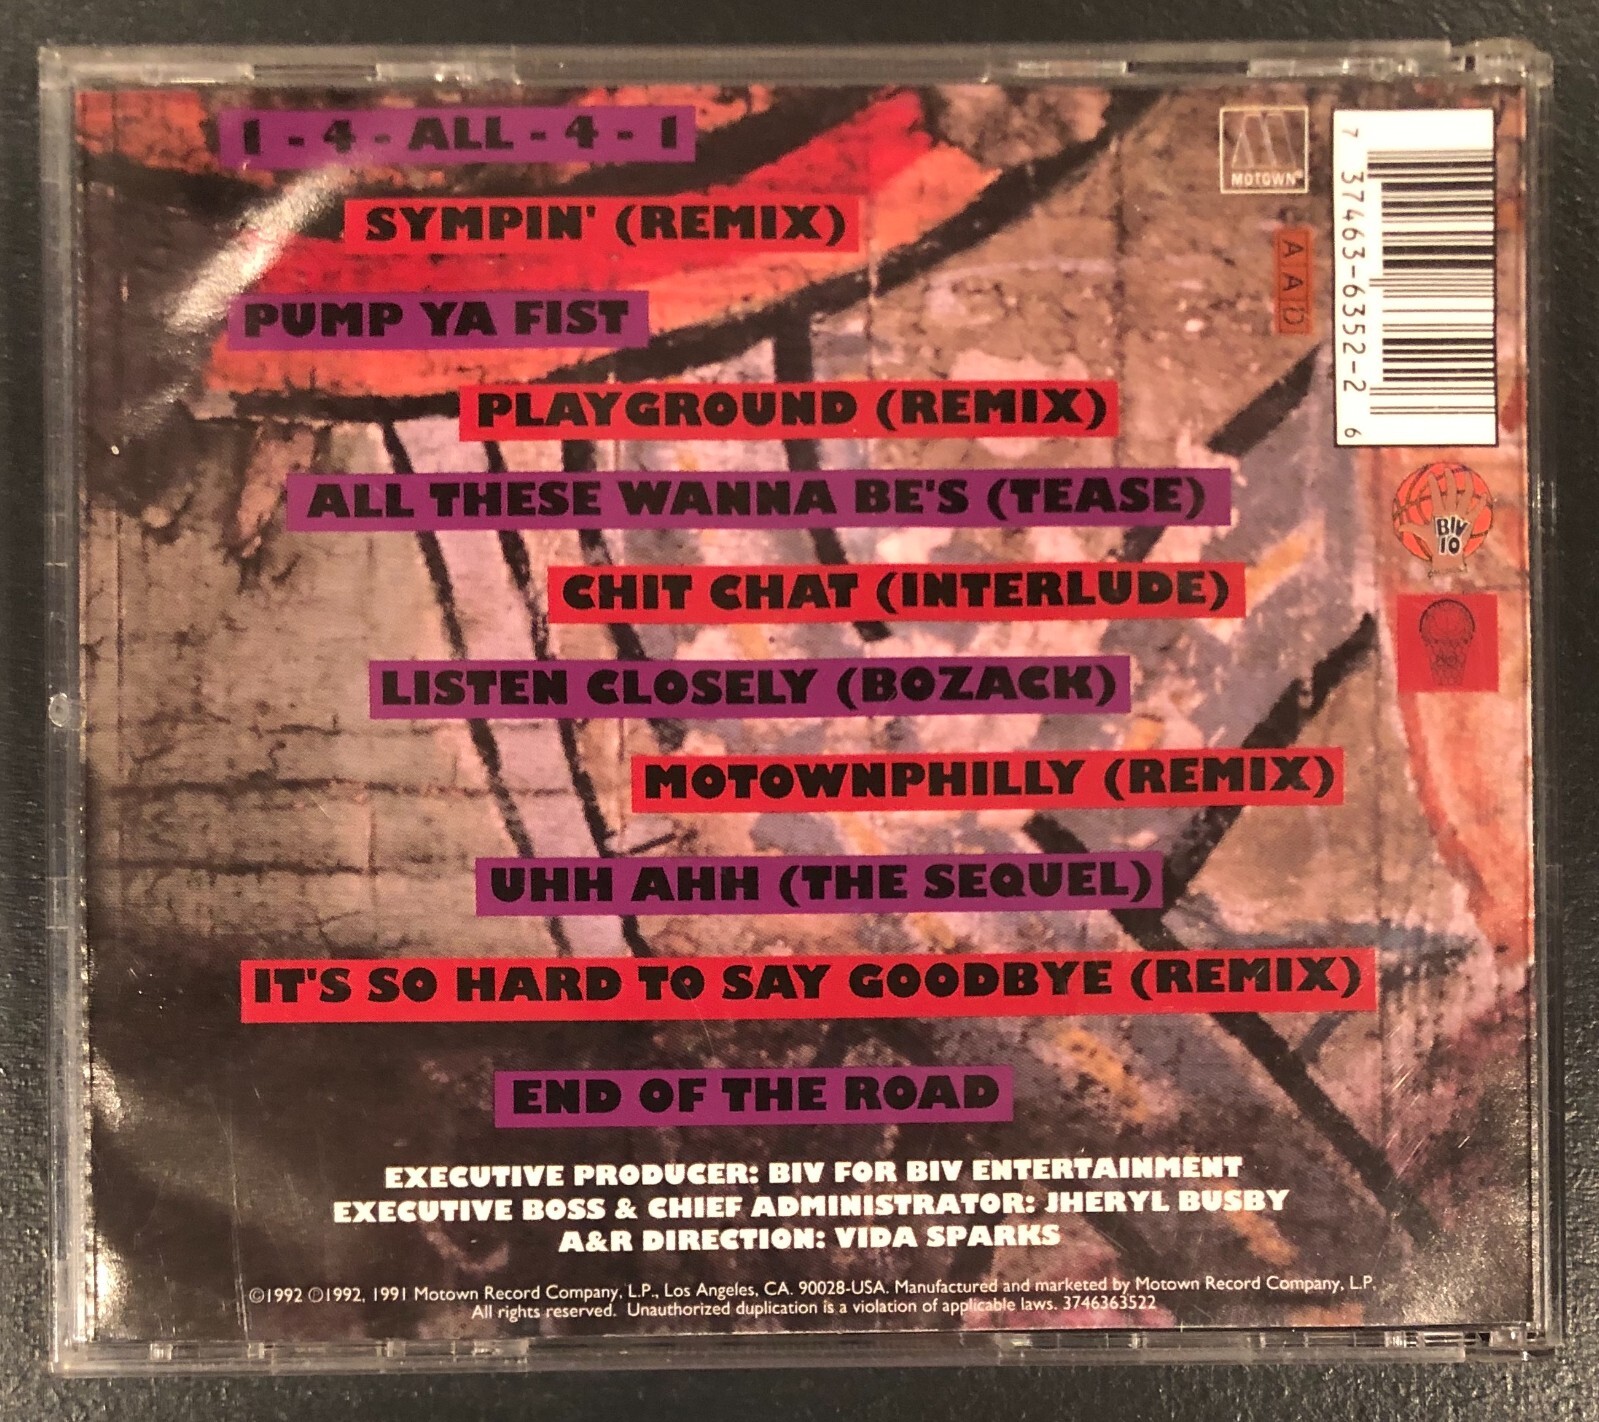 1 - 4 - ALL - 4 - 1
SYMPIN' (REMIX)
PUMP YA FIST
PLAYGROUND (REMIX)
ALL THESE WANNA BE'S (TEASE)
CHIT CHAT (INTERLUDE)
LISTEN CLOSELY (BOZACK)
MOTOWNPHILLY (REMIX)
UHH AHH (THE SEQUEL)
IT'S SO HARD TO SAY GOODBYE (REMIX)
END OF THE ROAD
EXECUTIVE PRODUCER: BIV FOR BIV ENTERTAINMENT
EXECUTIVE BOSS & CHIEF ADMINISTRATOR: JHERYL BUSBY
A&R DIRECTION: VIDA SPARKS
©1992 ℗1992, 1991 Motown Record Company, L.P., Los Angeles, CA. 90028-USA. Manufactured and marketed by Motown Record Company, L.P.
All rights reserved. Unauthorized duplication is a violation of applicable laws. 3746363522
MOTOWN®
AAD
7 37463-6352-2 6
BIV
10